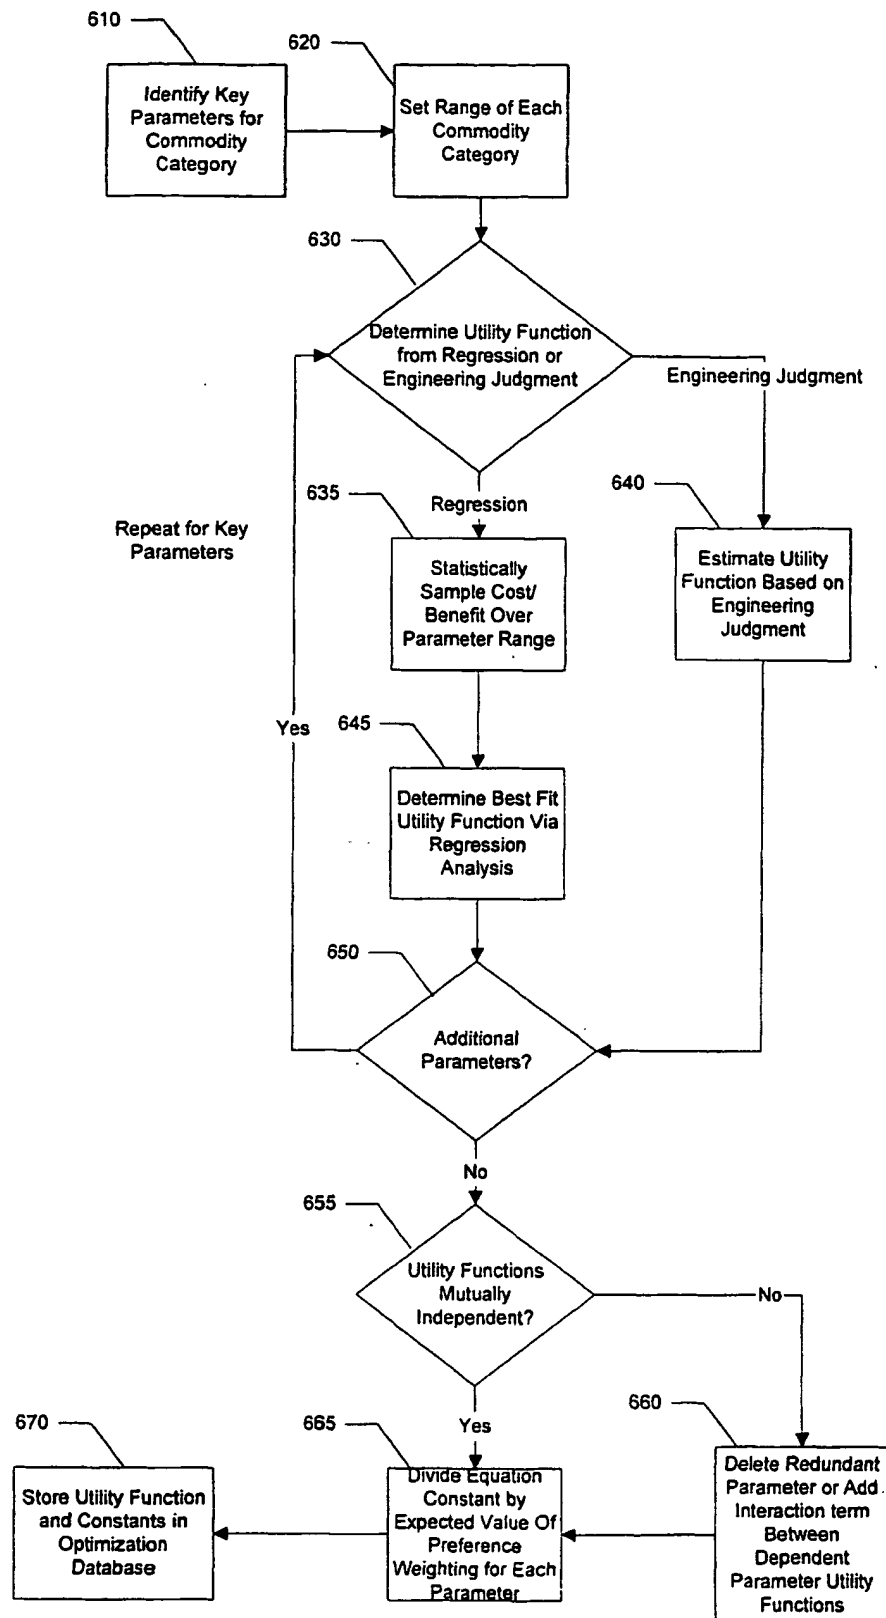 610
Identify Key
Parameters for
Commodity
Category
620
Set Range of Each
Commodity
Category
630
Determine Utility Function
from Regression or
Engineering Judgment
Engineering Judgment
Regression
635
Statistically
Sample Cost/
Benefit Over
Parameter Range
640
Estimate Utility
Function Based on
Engineering
Judgment
Repeat for Key
Parameters
Yes
645
Determine Best Fit
Utility Function Via
Regression
Analysis
650
Additional
Parameters?
No
655
Utility Functions
Mutually
Independent?
No
Yes
660
Delete Redundant
Parameter or Add
Interaction term
Between
Dependent
Parameter Utility
Functions
665
Divide Equation
Constant by
Expected Value Of
Preference
Weighting for Each
Parameter
670
Store Utility Function
and Constants in
Optimization
Database